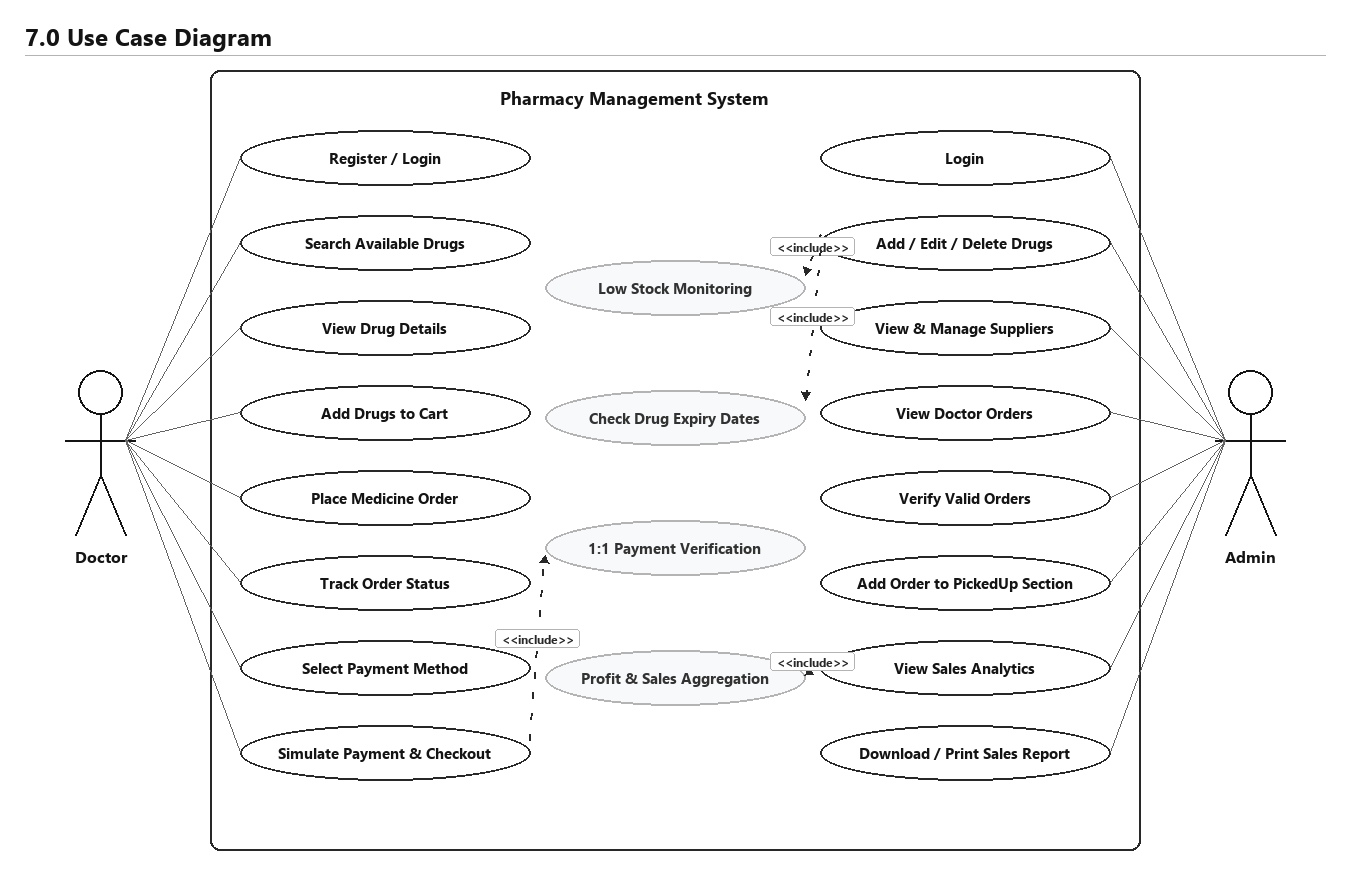 7.0 Use Case Diagram
Pharmacy Management System
Register / Login
Login
Search Available Drugs
<<include>>
Add / Edit / Delete Drugs
Low Stock Monitoring
<<include>>
View Drug Details
View & Manage Suppliers
Add Drugs to Cart
Check Drug Expiry Dates
View Doctor Orders
Place Medicine Order
Verify Valid Orders
1:1 Payment Verification
Doctor
Admin
Track Order Status
Add Order to PickedUp Section
<<include>>
Select Payment Method
Profit & Sales Aggregation
<<include>>
View Sales Analytics
Simulate Payment & Checkout
Download / Print Sales Report